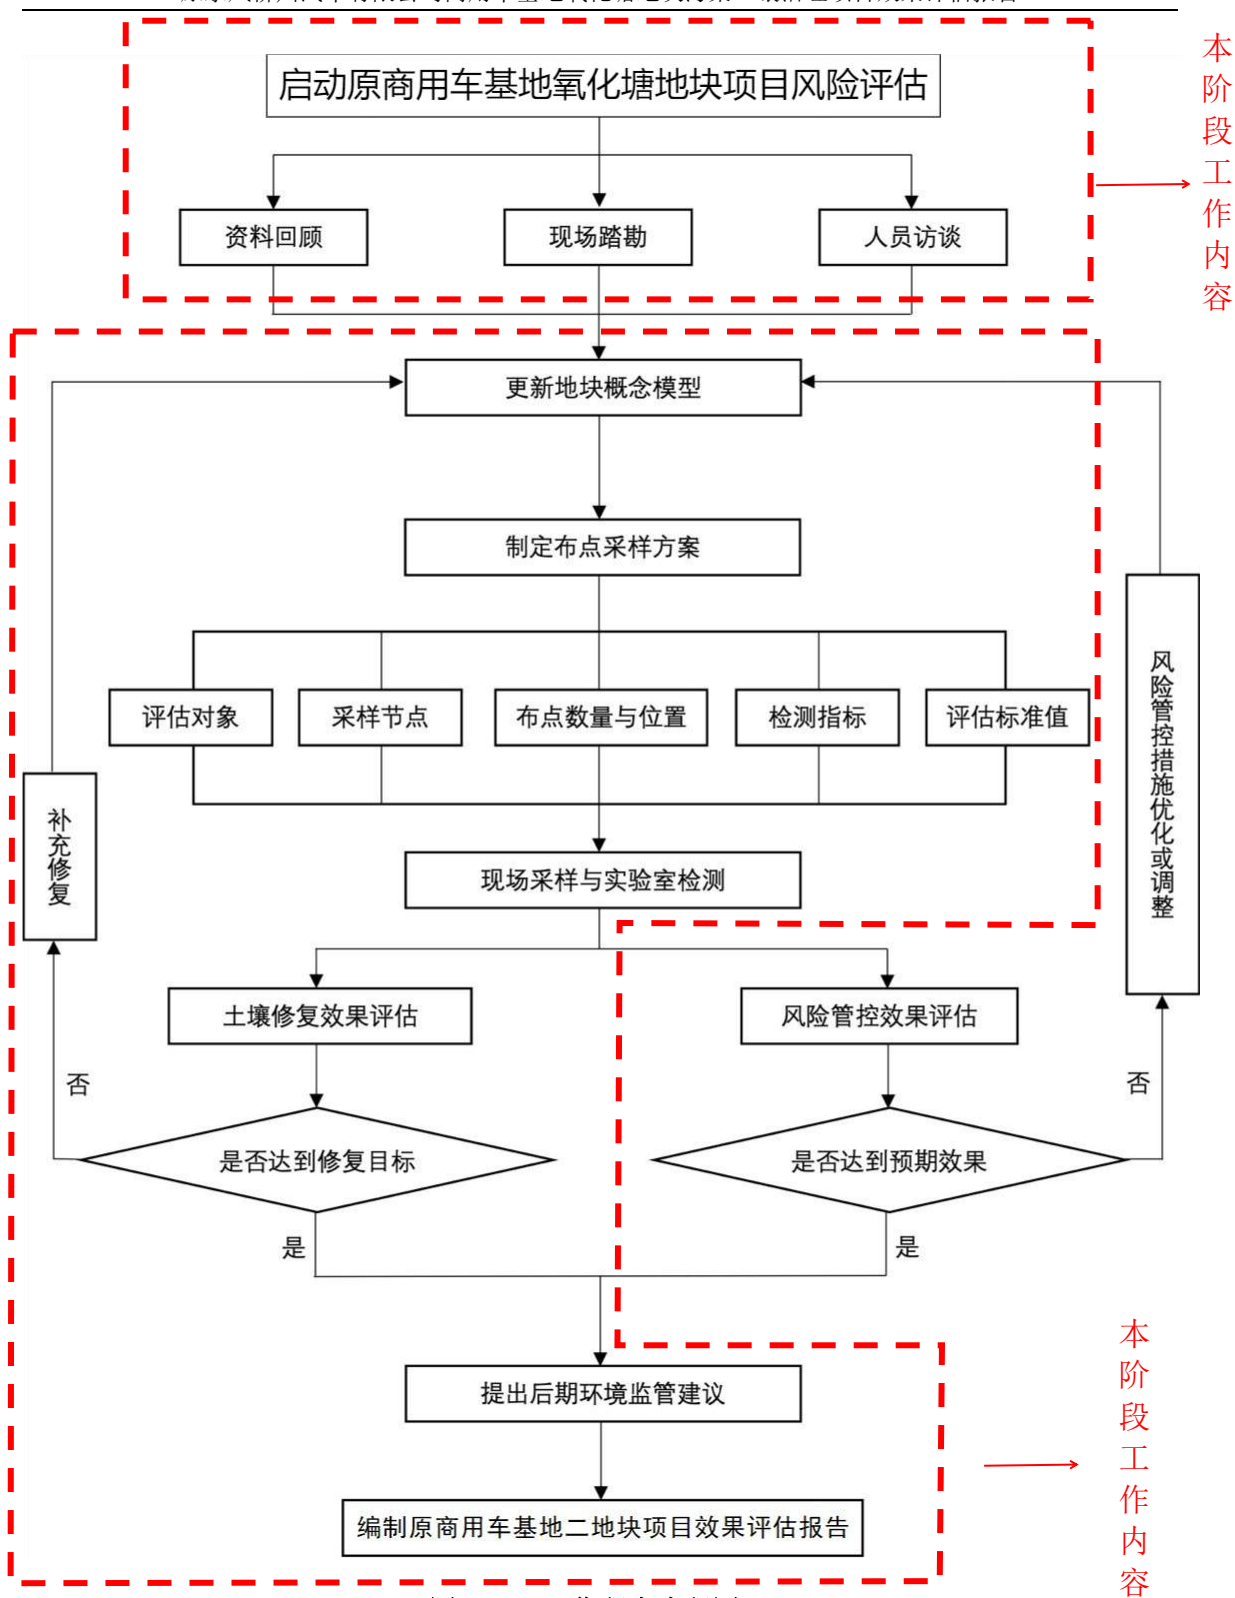 启动原商用车基地氧化塘地块项目风险评估
本阶段工作内容
资料回顾
现场踏勘
人员访谈
更新地块概念模型
制定布点采样方案
风险管控措施优化或调整
评估对象
采样节点
布点数量与位置
检测指标
评估标准值
补充修复
现场采样与实验室检测
土壤修复效果评估
风险管控效果评估
否
否
是否达到修复目标
是否达到预期效果
是
是
本阶段工作内容
提出后期环境监管建议
编制原商用车基地二地块项目效果评估报告